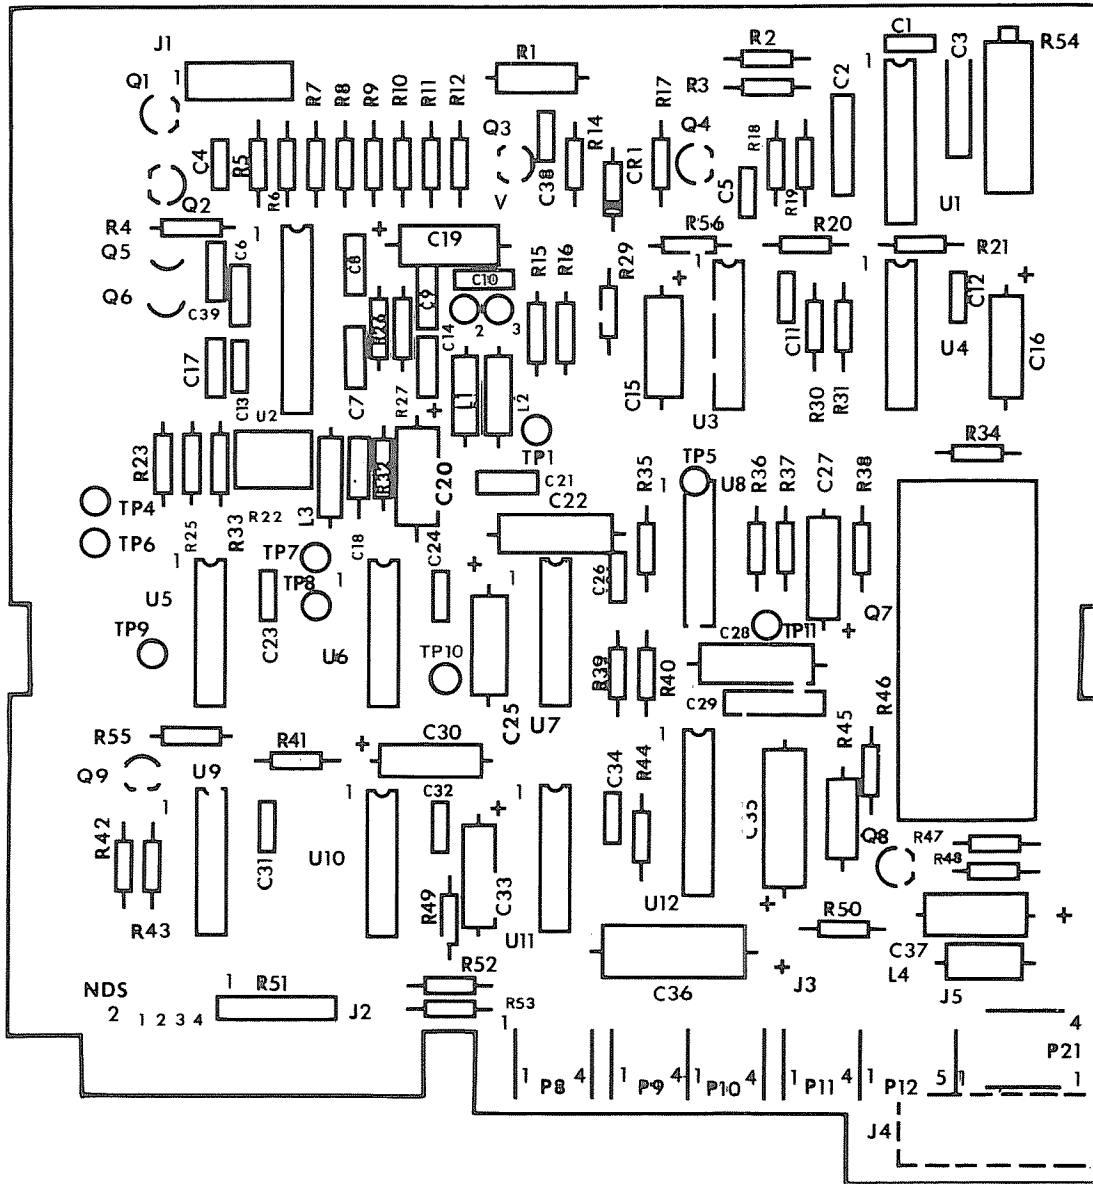 J1
Q1
1
R7
R8
R9
R10
R11
R12
R1
R2
R3
C1
C3
R54
1
C2
Q3
C38
R14
CR1
R17
Q4
C5
R18
R19
C4
R5
R6
Q2
V
U1
R4
1
+
C19
R56
R20
R21
Q5
C6
C8
C10
R15
R16
R29
1
+
1
C12
+
Q6
C39
R26
C9
C14
2
3
C11
U4
C16
C17
C13
C7
R27
+
L1
L2
C15
U3
R30
R31
U2
TP1
TP5
R34
R23
R32
C20
C21
R35
1
U8
R36
R37
C27
R38
TP4
R25
R33
R22
L3
C18
C22
TP6
1
TP7
C24
+
1
C26
TP8
1
U5
C23
U6
TP9
TP10
C28
TP11
+
Q7
R39
R40
C29
C25
U7
R46
R45
R55
R41
+
C30
1
C34
R44
Q9
U9
1
C32
+
1
C35
1
R42
C31
U10
Q8
R47
R48
R43
R49
C33
U11
U12
+
R50
+
C37
L4
NDS
2
1 2 3 4
1
R51
J2
R52
R53
1
C36
+
J3
J5
4
P21
1
1 P8 4
1 P9 4
P10 4
1 P11 4
1 P12 5
1
J4